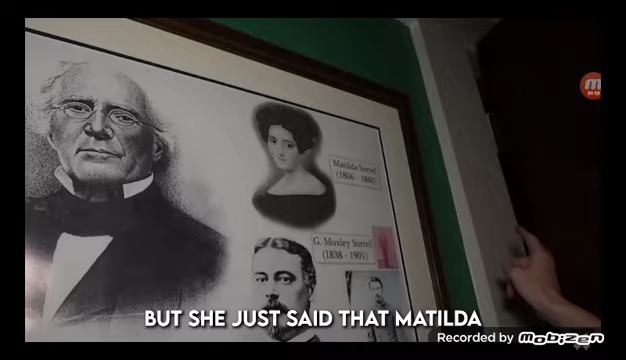 Matilda Sorrel
(1806 - 1860)
G. Moxley Sorrel
(1838 - 1901)
BUT SHE JUST SAID THAT MATILDA
Recorded by Mobizen